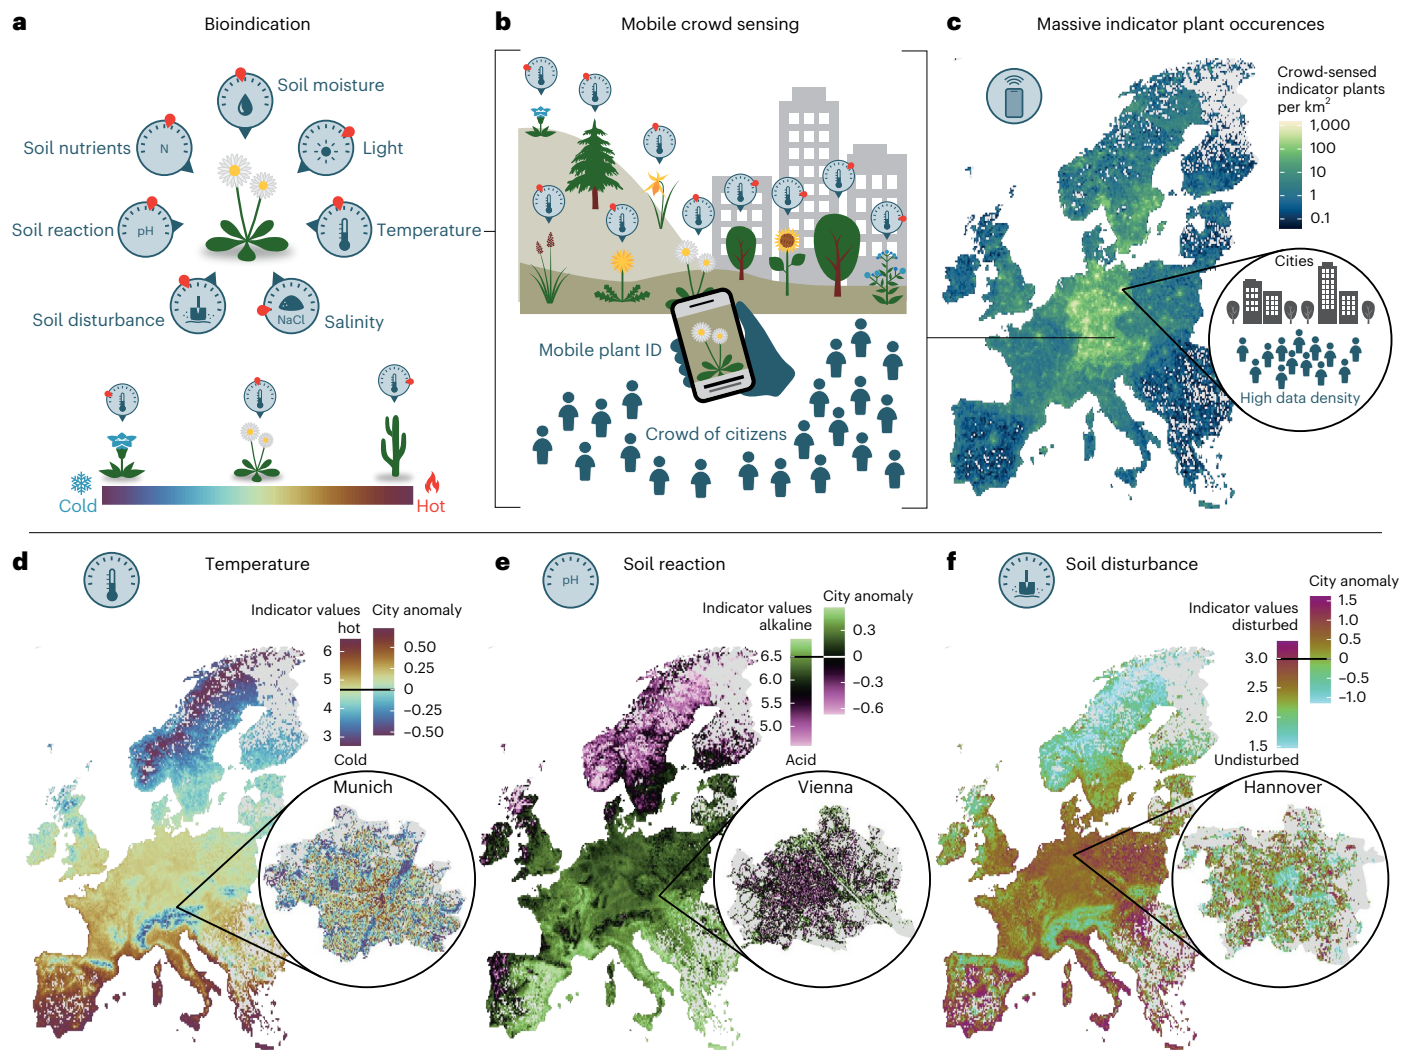 a
Bioindication
Soil moisture
Soil nutrients
N
Light
Soil reaction
pH
Temperature
Soil disturbance
NaCl
Salinity
Cold
Hot
b
Mobile crowd sensing
Mobile plant ID
Crowd of citizens
c
Massive indicator plant occurences
Crowd-sensed
indicator plants
per km2
1,000
100
10
1
0.1
Cities
High data density
d
Temperature
Indicator values
hot
City anomaly
6
5
4
3
0.50
0.25
0
–0.25
–0.50
Cold
Munich
e
pH
Soil reaction
Indicator values
alkaline
City anomaly
6.5
6.0
5.5
5.0
0.3
0
–0.3
–0.6
Acid
Vienna
f
Soil disturbance
Indicator values
disturbed
City anomaly
3.0
2.5
2.0
1.5
1.5
1.0
0.5
0
–0.5
–1.0
Undisturbed
Hannover